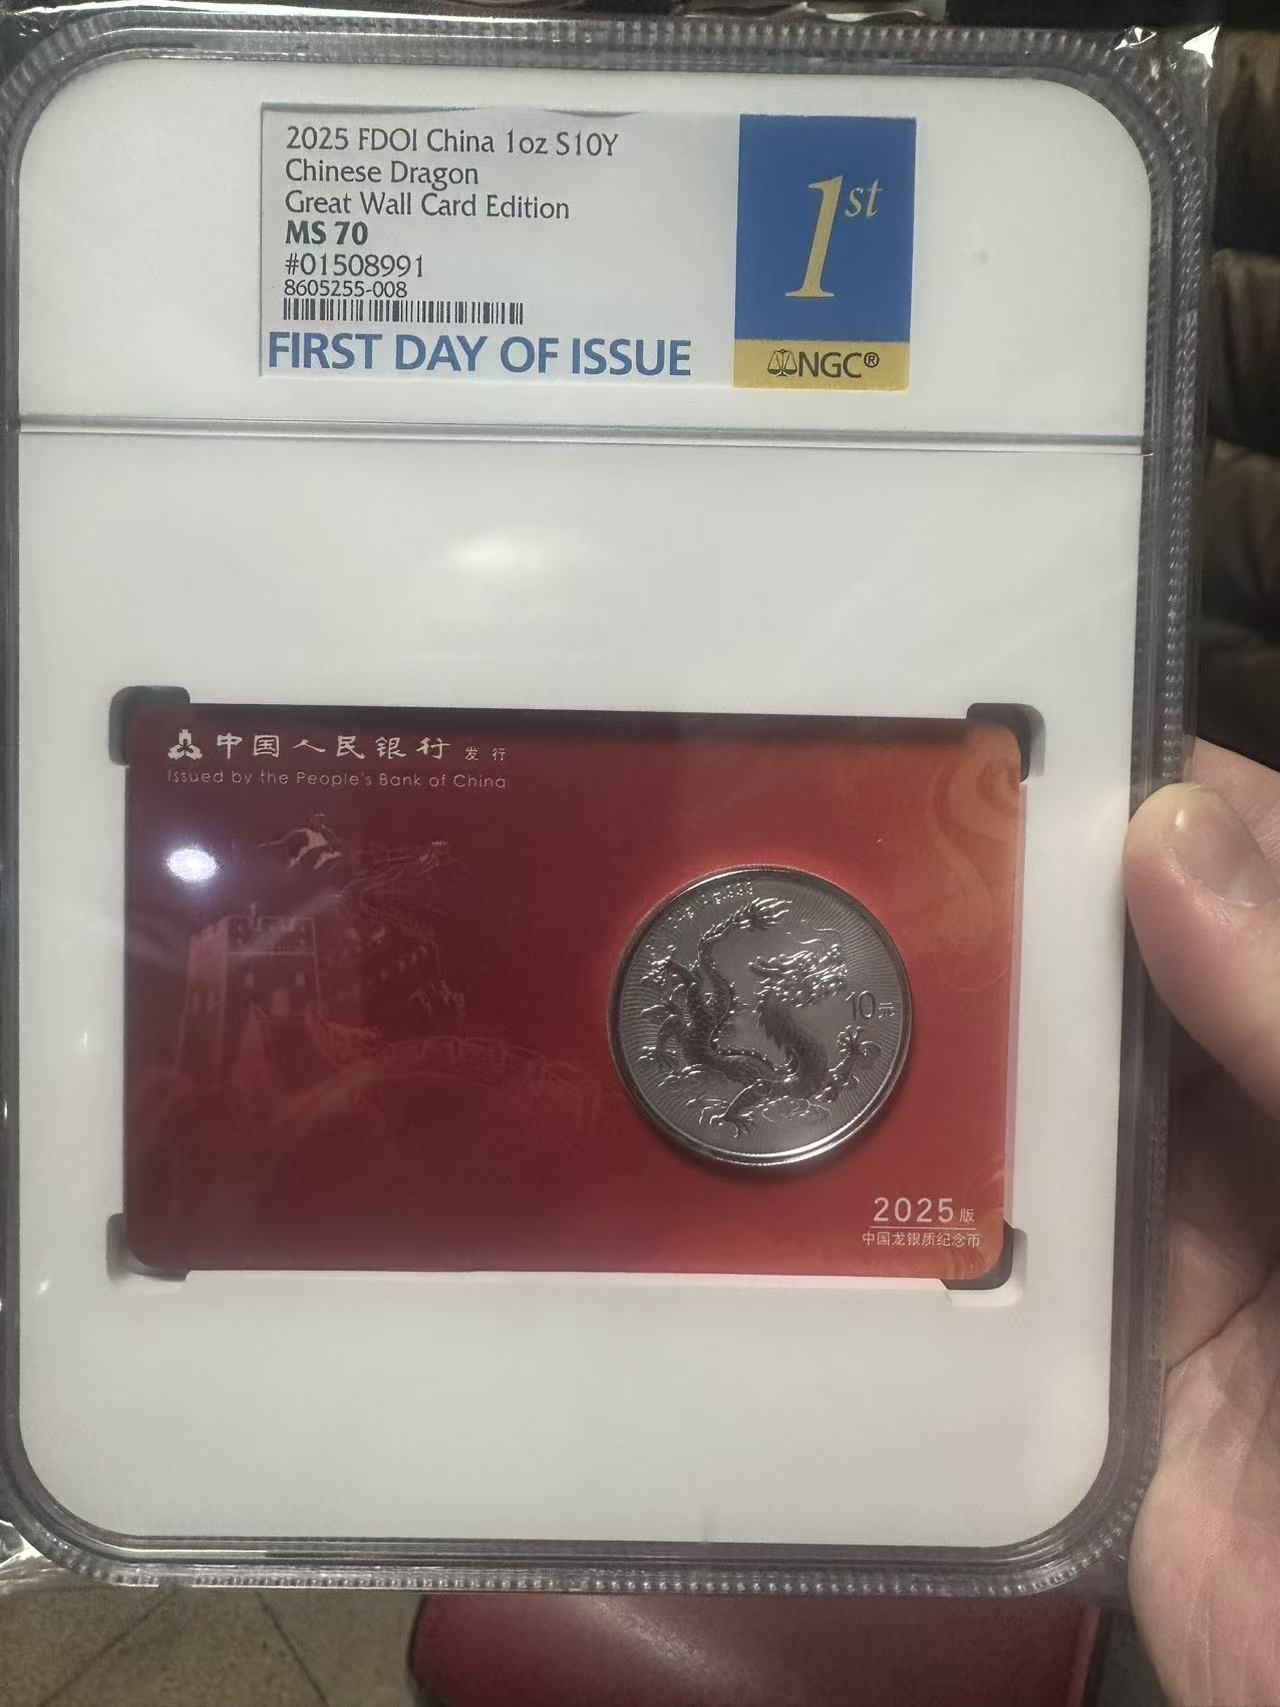 2025 FDOI China 1oz S10Y
Chinese Dragon
Great Wall Card Edition
MS 70
#01508991
8605255-008
FIRST DAY OF ISSUE
1st
NGC®
中国人民银行 发行
Issued by the People's Bank of China
10元
2025版
中国龙银质纪念币